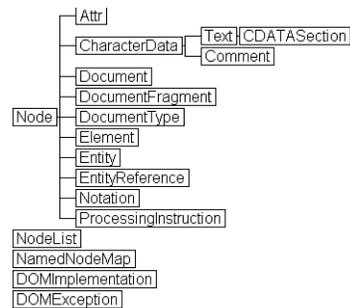 Attr
CharacterData
Text
CDATASection
Comment
Document
DocumentFragment
Node
DocumentType
Element
Entity
EntityReference
Notation
ProcessingInstruction
NodeList
NamedNodeMap
DOMImplementation
DOMException